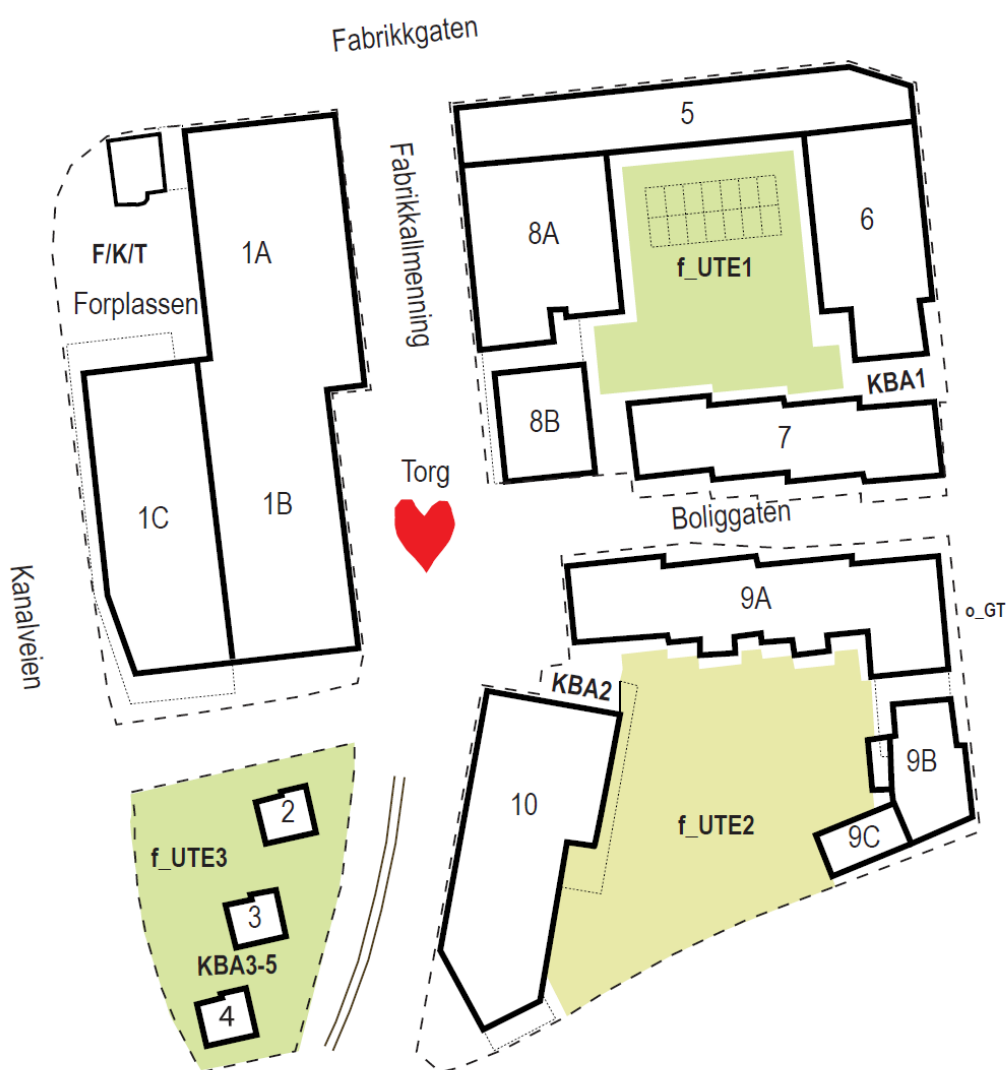 Fabrikkgaten
5
Fabrikkallmenning
8A
6
F/K/T
1A
f_UTE1
Forplassen
KBA1
8B
7
Torg
1C
1B
Boliggaten
Kanalveien
9A
o_GT
KBA2
9B
10
2
f_UTE2
9C
f_UTE3
3
KBA3-5
4